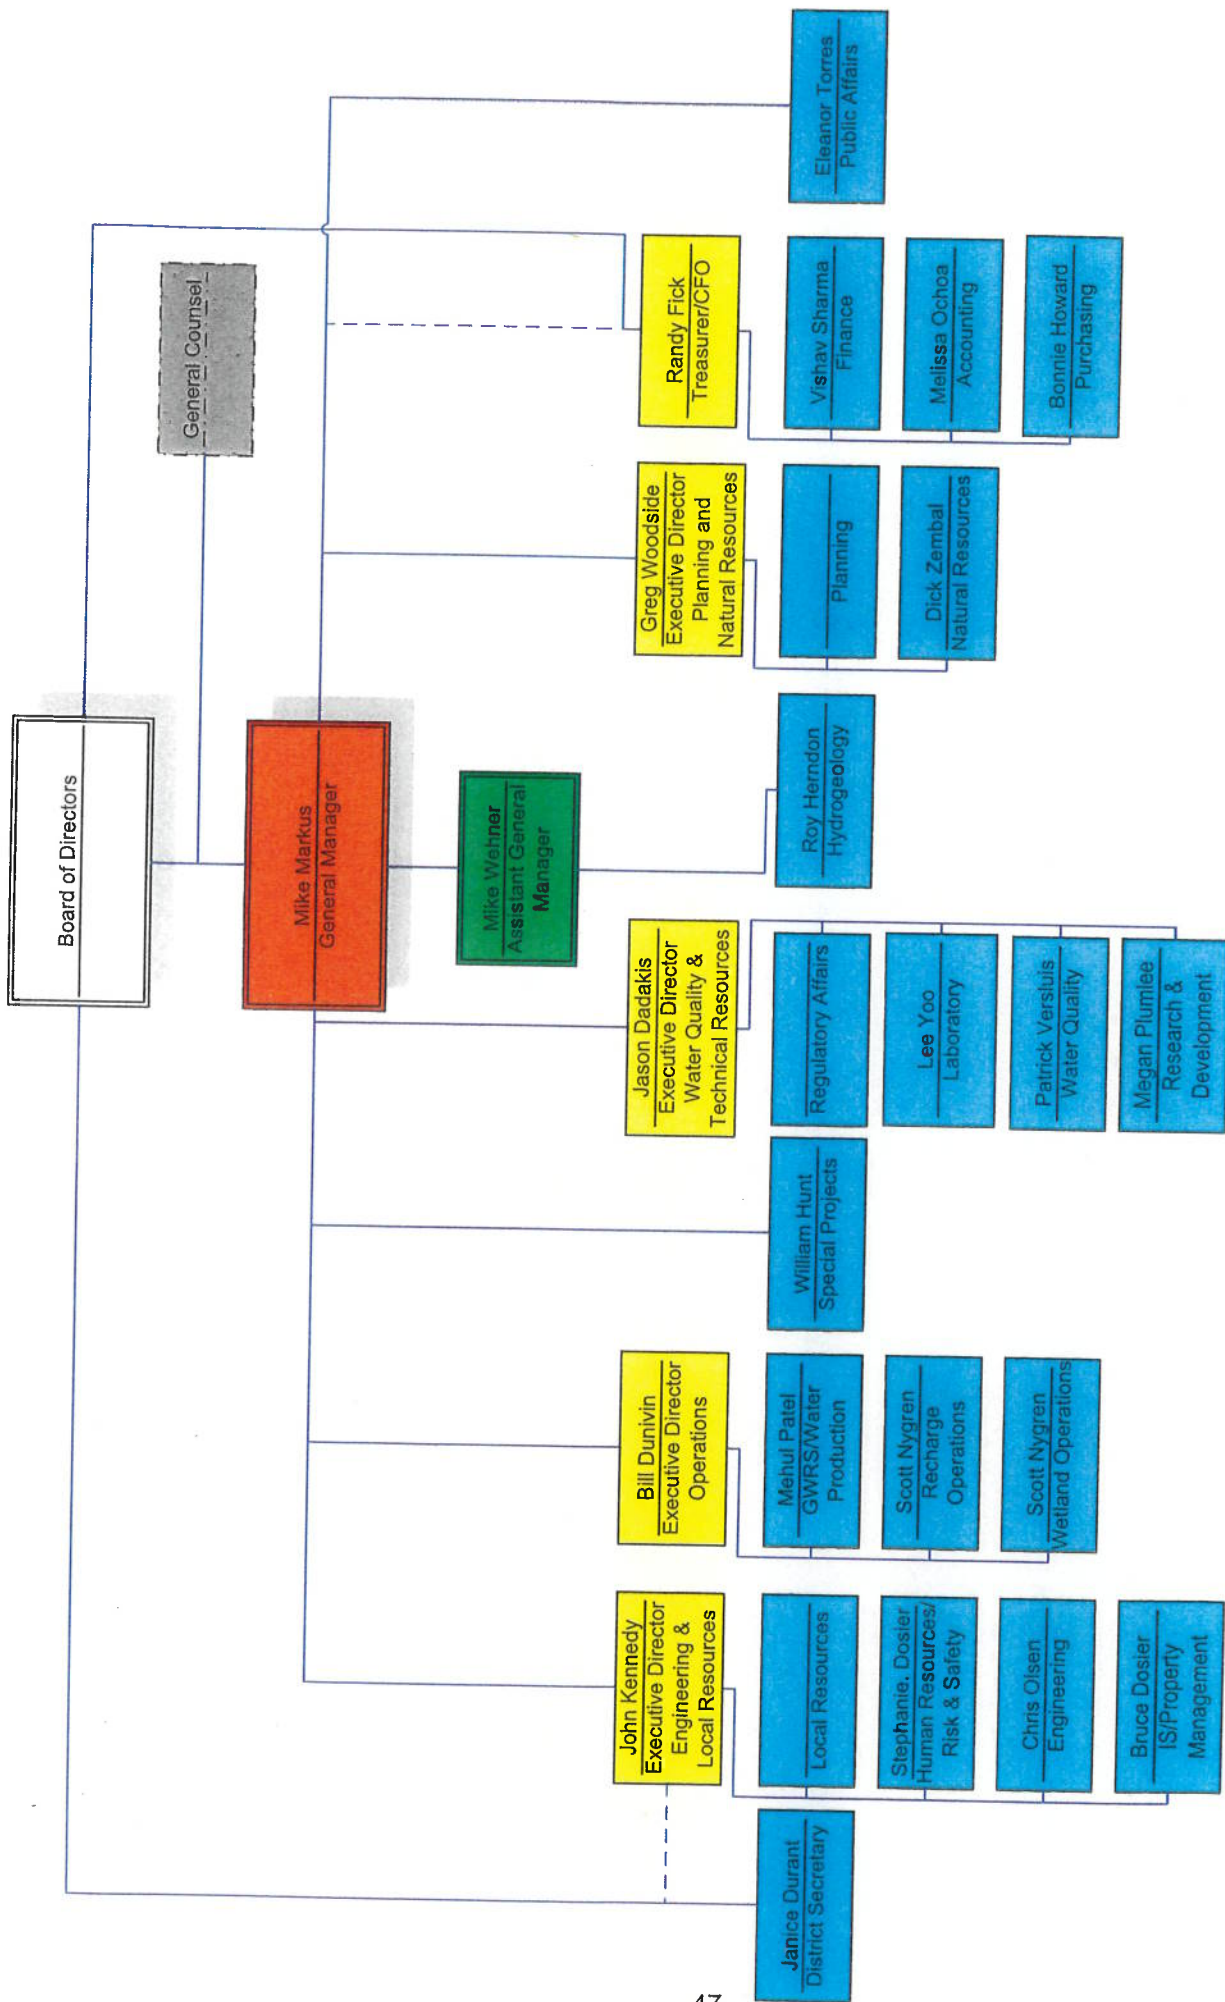 Board of Directors
General Counsel
Mike Markus
General Manager
Mike Wehner
Assistant General
Manager
John Kennedy
Executive Director
Engineering &
Local Resources
Bill Dunivin
Executive Director
Operations
Jason Dadakis
Executive Director
Water Quality &
Technical Resources
Greg Woodside
Executive Director
Planning and
Natural Resources
Randy Fick
Treasurer/CFO
Janice Durant
District Secretary
Local Resources
Stephanie. Dosier
Human Resources/
Risk & Safety
Chris Olsen
Engineering
Bruce Dosier
IS/Property
Management
Mehul Patel
GWRS/Water
Production
Scott Nygren
Recharge
Operations
Scott Nygren
Wetland Operations
William Hunt
Special Projects
Regulatory Affairs
Lee Yoo
Laboratory
Patrick Versluis
Water Quality
Megan Plumlee
Research &
Development
Roy Herndon
Hydrogeology
Planning
Dick Zembal
Natural Resources
Vishav Sharma
Finance
Melissa Ochoa
Accounting
Bonnie Howard
Purchasing
Eleanor Torres
Public Affairs
47